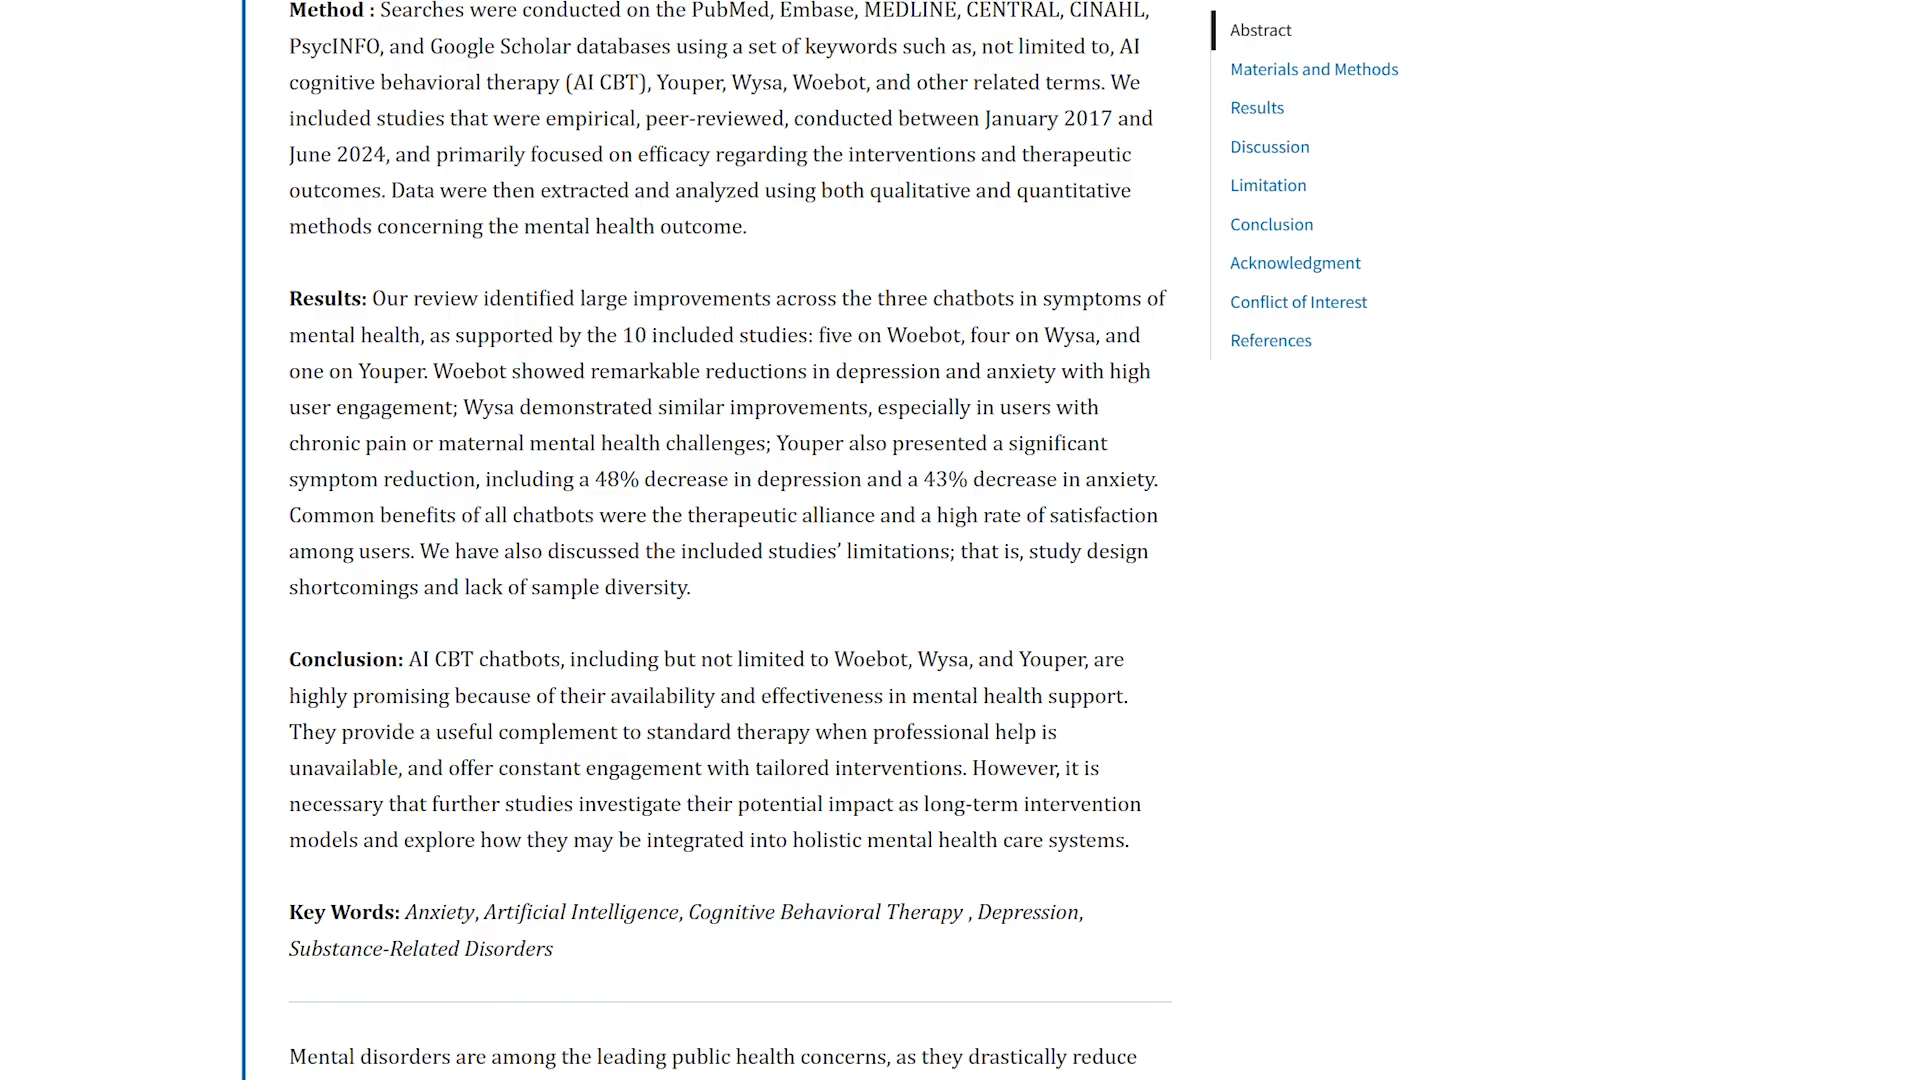 Method : Searches were conducted on the PubMed, Embase, MEDLINE, CENTRAL, CINAHL,
PsycINFO, and Google Scholar databases using a set of keywords such as, not limited to, AI
cognitive behavioral therapy (AI CBT), Youper, Wysa, Woebot, and other related terms. We
included studies that were empirical, peer-reviewed, conducted between January 2017 and
June 2024, and primarily focused on efficacy regarding the interventions and therapeutic
outcomes. Data were then extracted and analyzed using both qualitative and quantitative
methods concerning the mental health outcome.
Results: Our review identified large improvements across the three chatbots in symptoms of
mental health, as supported by the 10 included studies: five on Woebot, four on Wysa, and
one on Youper. Woebot showed remarkable reductions in depression and anxiety with high
user engagement; Wysa demonstrated similar improvements, especially in users with
chronic pain or maternal mental health challenges; Youper also presented a significant
symptom reduction, including a 48% decrease in depression and a 43% decrease in anxiety.
Common benefits of all chatbots were the therapeutic alliance and a high rate of satisfaction
among users. We have also discussed the included studies’ limitations; that is, study design
shortcomings and lack of sample diversity.
Conclusion: AI CBT chatbots, including but not limited to Woebot, Wysa, and Youper, are
highly promising because of their availability and effectiveness in mental health support.
They provide a useful complement to standard therapy when professional help is
unavailable, and offer constant engagement with tailored interventions. However, it is
necessary that further studies investigate their potential impact as long-term intervention
models and explore how they may be integrated into holistic mental health care systems.
Key Words: Anxiety, Artificial Intelligence, Cognitive Behavioral Therapy , Depression,
Substance-Related Disorders
Mental disorders are among the leading public health concerns, as they drastically reduce
Abstract
Materials and Methods
Results
Discussion
Limitation
Conclusion
Acknowledgment
Conflict of Interest
References